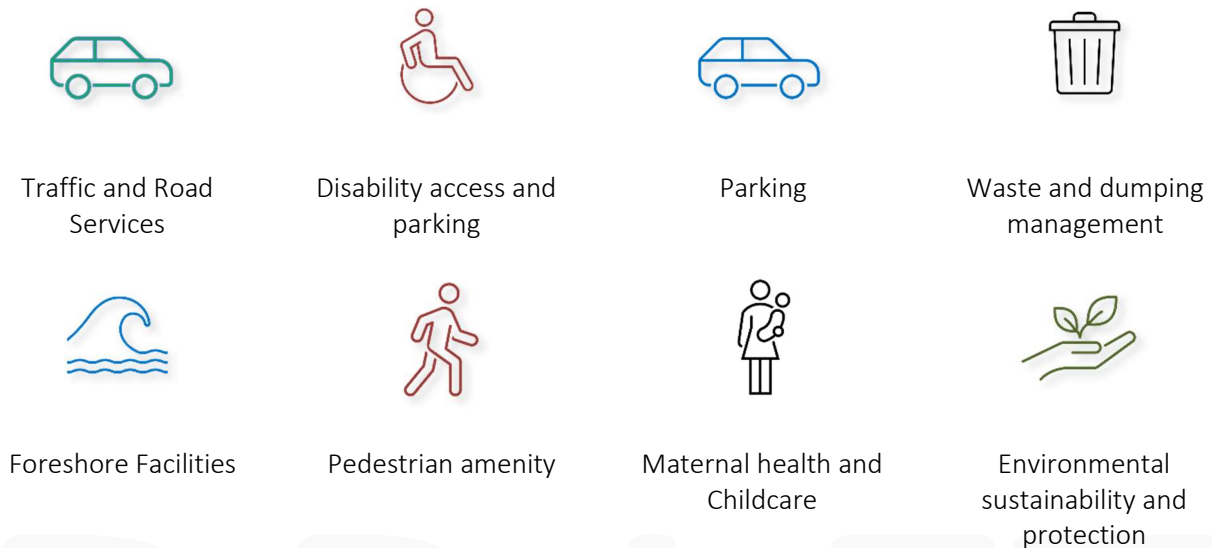 Traffic and Road
Services
Disability access and
parking
Parking
Waste and dumping
management
Foreshore Facilities
Pedestrian amenity
Maternal health and
Childcare
Environmental
sustainability and
protection